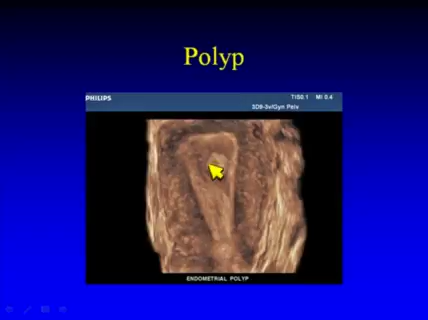 Polyp
PHILIPS
TIS0.1 MI 0.4
3D9-3v/Gyn Pelv
ENDOMETRIAL POLYP